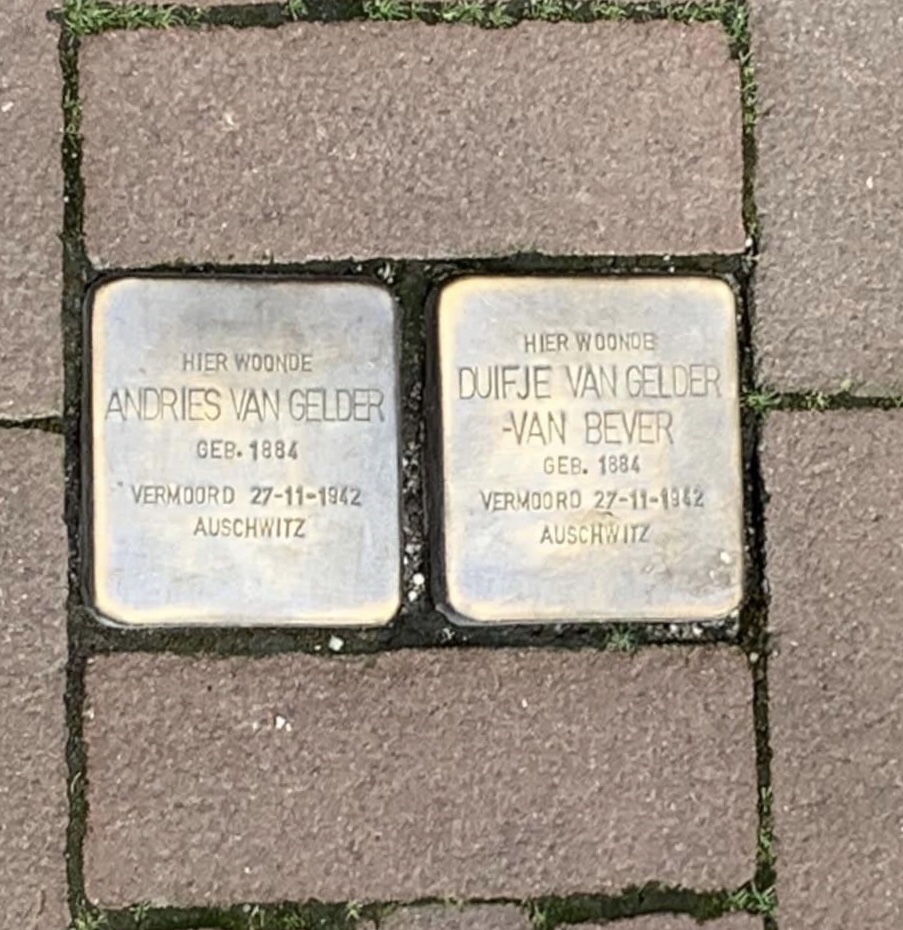 HIER WOONDE
ANDRIES VAN GELDER
GEB. 1884
VERMOORD 27-11-1942
AUSCHWITZ
HIER WOONDE
DUIFJE VAN GELDER
-VAN BEVER
GEB. 1884
VERMOORD 27-11-1942
AUSCHWITZ